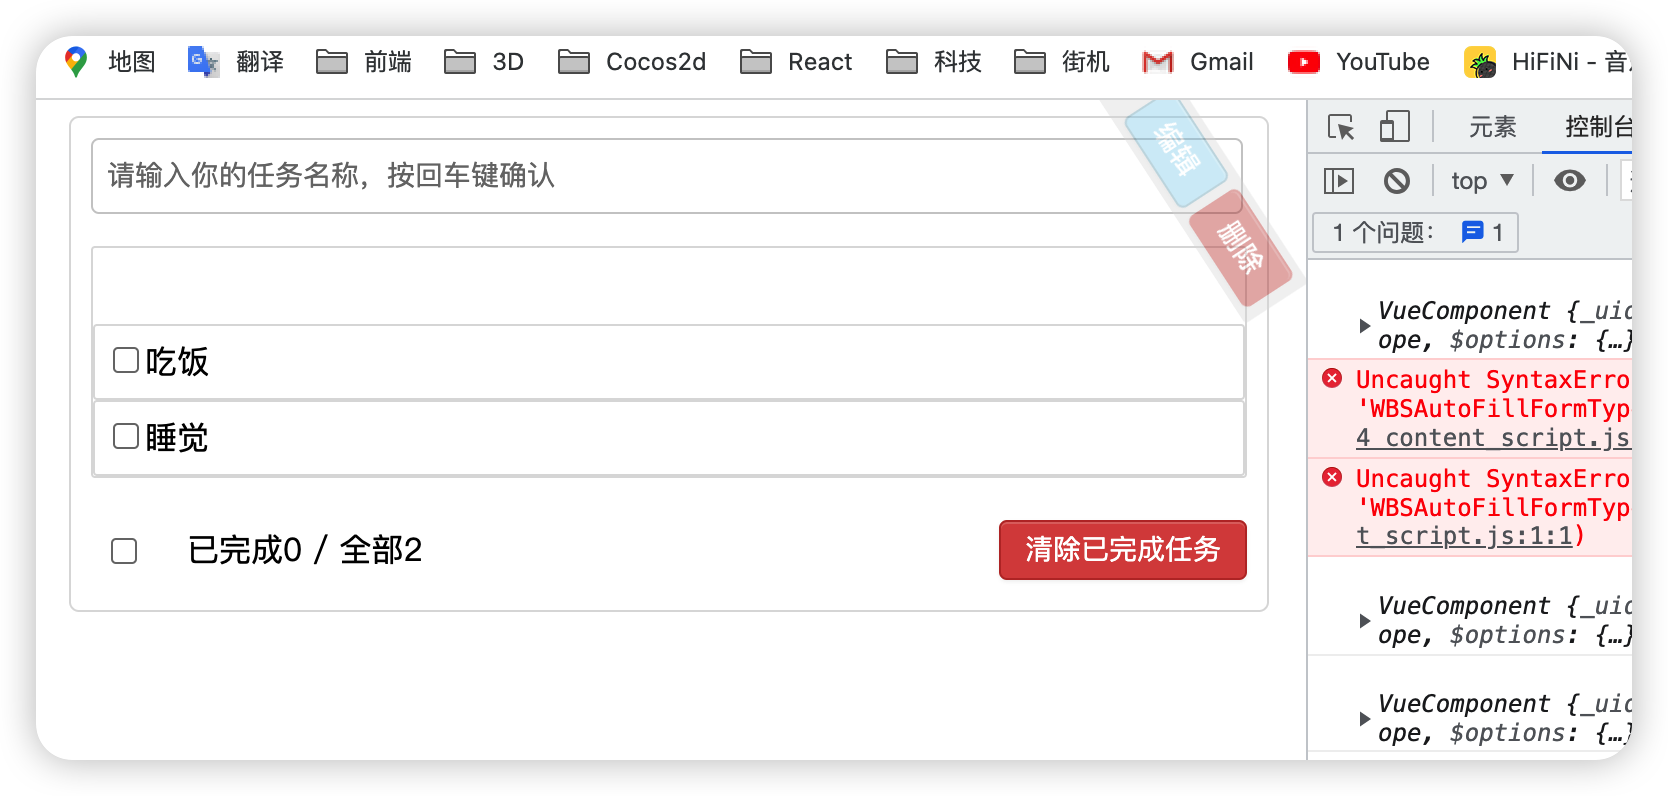 地图 翻译 前端 3D Cocos2d React 科技 街机 Gmail YouTube HiFiNi - 音
请输入你的任务名称，按回车键确认
编辑
删除
吃饭
睡觉
已完成0 / 全部2
清除已完成任务
元素 控制台
top
1 个问题： 1
VueComponent {_uid
ope, $options: {…}
Uncaught SyntaxErro
'WBSAutoFillFormTyp
4 content_script.js
Uncaught SyntaxErro
'WBSAutoFillFormTyp
t_script.js:1:1)
VueComponent {_uid
ope, $options: {…}
VueComponent {_uid
ope, $options: {…}